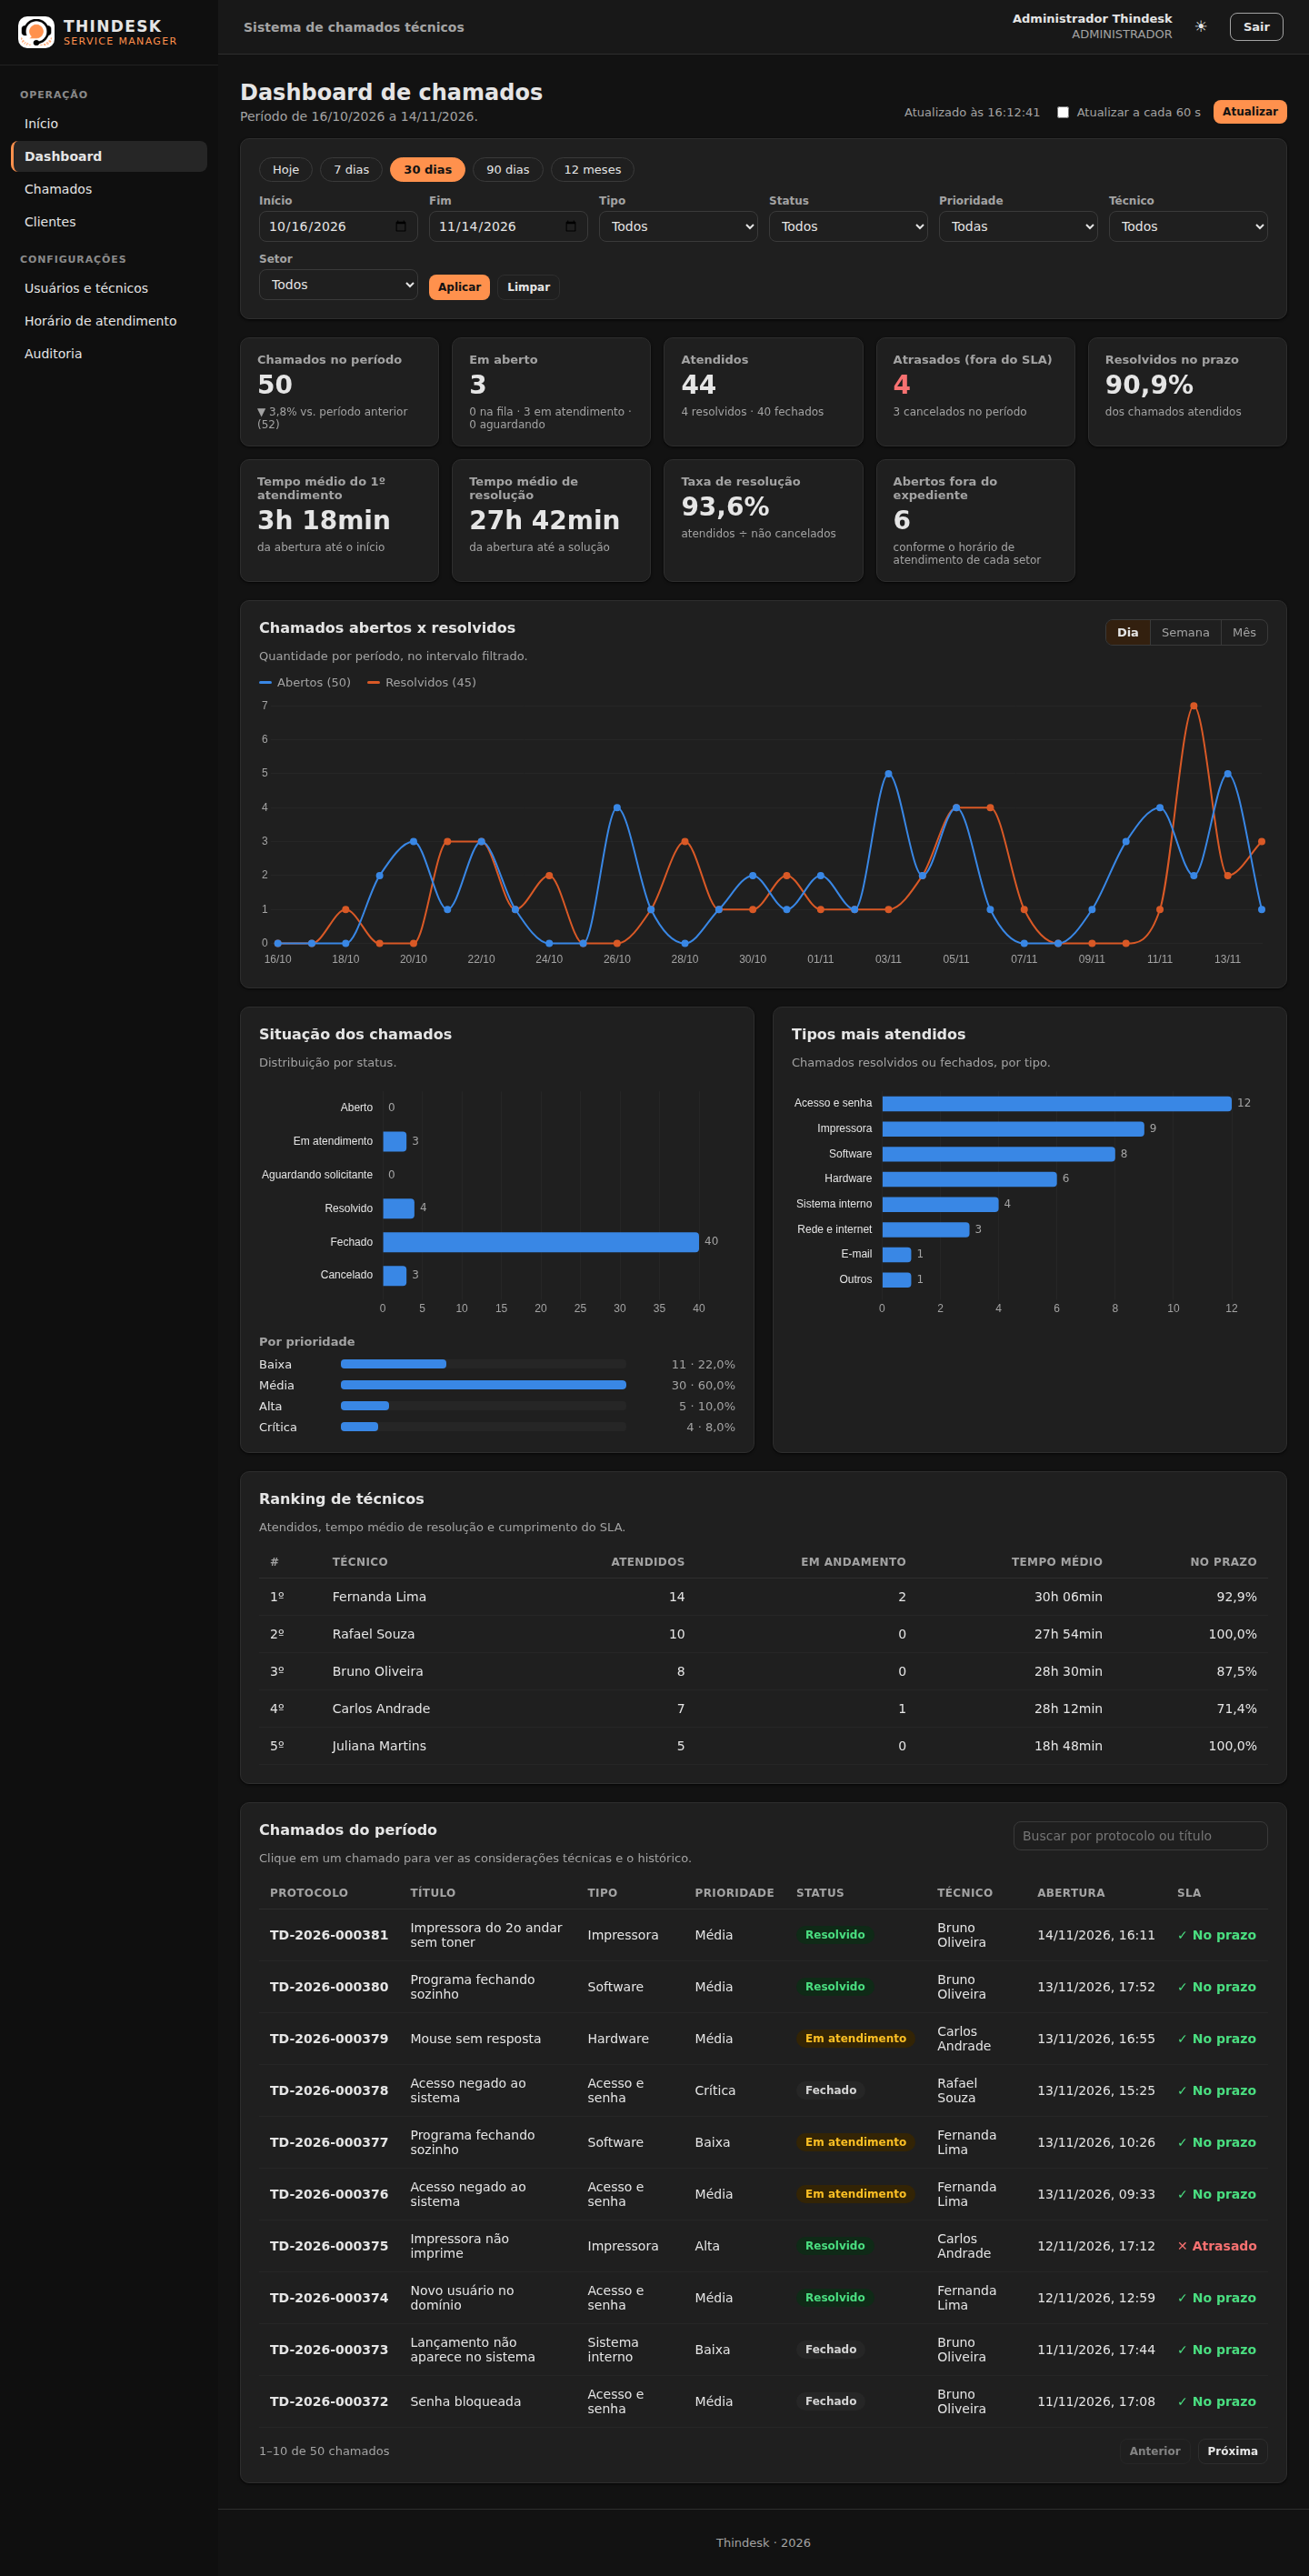 THINDESK
SERVICE MANAGER
OPERAÇÃO
Início
Dashboard
Chamados
Clientes
CONFIGURAÇÕES
Usuários e técnicos
Horário de atendimento
Auditoria
Sistema de chamados técnicos
Administrador Thindesk
ADMINISTRADOR
Sair
Dashboard de chamados
Período de 16/10/2026 a 14/11/2026.
Atualizado às 16:12:41
Atualizar a cada 60 s
Atualizar
Hoje 7 dias 30 dias 90 dias 12 meses
Início Fim Tipo Status Prioridade Técnico
10/16/2026 11/14/2026 Todos Todos Todas Todos
Setor
Todos Aplicar Limpar
Chamados no período
50
▼ 3,8% vs. período anterior
(52)
Em aberto
3
0 na fila · 3 em atendimento ·
0 aguardando
Atendidos
44
4 resolvidos · 40 fechados
Atrasados (fora do SLA)
4
3 cancelados no período
Resolvidos no prazo
90,9%
dos chamados atendidos
Tempo médio do 1º
atendimento
3h 18min
da abertura até o início
Tempo médio de
resolução
27h 42min
da abertura até a solução
Taxa de resolução
93,6%
atendidos ÷ não cancelados
Abertos fora do
expediente
6
conforme o horário de
atendimento de cada setor
Chamados abertos x resolvidos
Dia Semana Mês
Quantidade por período, no intervalo filtrado.
Abertos (50) Resolvidos (45)
7
6
5
4
3
2
1
0
16/10 18/10 20/10 22/10 24/10 26/10 28/10 30/10 01/11 03/11 05/11 07/11 09/11 11/11 13/11
Situação dos chamados
Distribuição por status.
Aberto 0
Em atendimento 3
Aguardando solicitante 0
Resolvido 4
Fechado 40
Cancelado 3
0 5 10 15 20 25 30 35 40
Por prioridade
Baixa 11 · 22,0%
Média 30 · 60,0%
Alta 5 · 10,0%
Crítica 4 · 8,0%
Tipos mais atendidos
Chamados resolvidos ou fechados, por tipo.
Acesso e senha 12
Impressora 9
Software 8
Hardware 6
Sistema interno 4
Rede e internet 3
E-mail 1
Outros 1
0 2 4 6 8 10 12
Ranking de técnicos
Atendidos, tempo médio de resolução e cumprimento do SLA.
# TÉCNICO ATENDIDOS EM ANDAMENTO TEMPO MÉDIO NO PRAZO
1º Fernanda Lima 14 2 30h 06min 92,9%
2º Rafael Souza 10 0 27h 54min 100,0%
3º Bruno Oliveira 8 0 28h 30min 87,5%
4º Carlos Andrade 7 1 28h 12min 71,4%
5º Juliana Martins 5 0 18h 48min 100,0%
Chamados do período
Buscar por protocolo ou título
Clique em um chamado para ver as considerações técnicas e o histórico.
PROTOCOLO TÍTULO TIPO PRIORIDADE STATUS TÉCNICO ABERTURA SLA
TD-2026-000381 Impressora do 2o andar sem toner Impressora Média Resolvido Bruno Oliveira 14/11/2026, 16:11 ✓ No prazo
TD-2026-000380 Programa fechando sozinho Software Média Resolvido Bruno Oliveira 13/11/2026, 17:52 ✓ No prazo
TD-2026-000379 Mouse sem resposta Hardware Média Em atendimento Carlos Andrade 13/11/2026, 16:55 ✓ No prazo
TD-2026-000378 Acesso negado ao sistema Acesso e senha Crítica Fechado Rafael Souza 13/11/2026, 15:25 ✓ No prazo
TD-2026-000377 Programa fechando sozinho Software Baixa Em atendimento Fernanda Lima 13/11/2026, 10:26 ✓ No prazo
TD-2026-000376 Acesso negado ao sistema Acesso e senha Média Em atendimento Fernanda Lima 13/11/2026, 09:33 ✓ No prazo
TD-2026-000375 Impressora não imprime Impressora Alta Resolvido Carlos Andrade 12/11/2026, 17:12 ✕ Atrasado
TD-2026-000374 Novo usuário no domínio Acesso e senha Média Resolvido Fernanda Lima 12/11/2026, 12:59 ✓ No prazo
TD-2026-000373 Lançamento não aparece no sistema Sistema interno Baixa Fechado Bruno Oliveira 11/11/2026, 17:44 ✓ No prazo
TD-2026-000372 Senha bloqueada Acesso e senha Média Fechado Bruno Oliveira 11/11/2026, 17:08 ✓ No prazo
1–10 de 50 chamados
Anterior Próxima
Thindesk · 2026